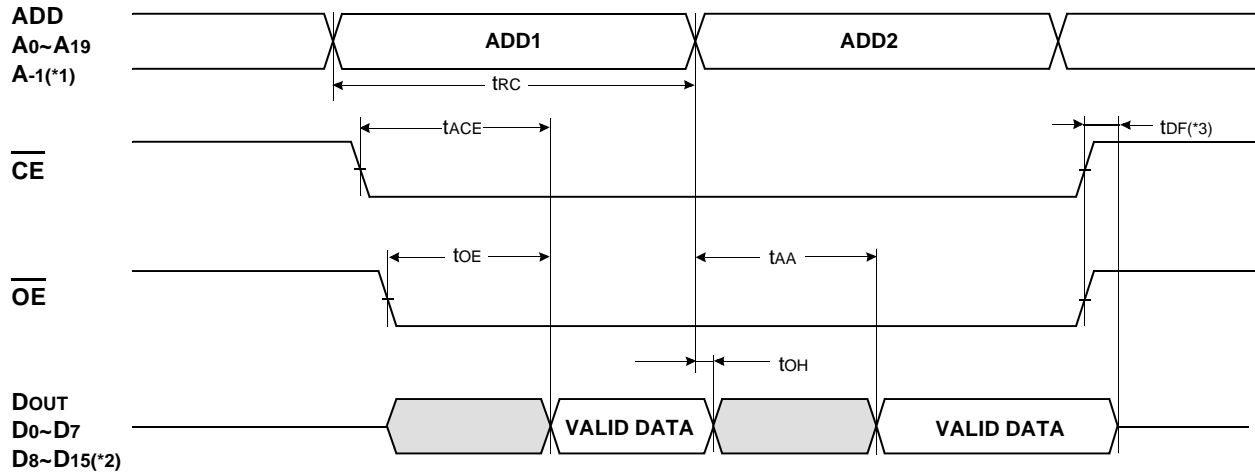 ADD
A0~A19
A-1(*1)
ADD1
ADD2
tRC
tACE
tDF(*3)
CE
tOE
tAA
OE
tOH
DOUT
D0~D7
D8~D15(*2)
VALID DATA
VALID DATA